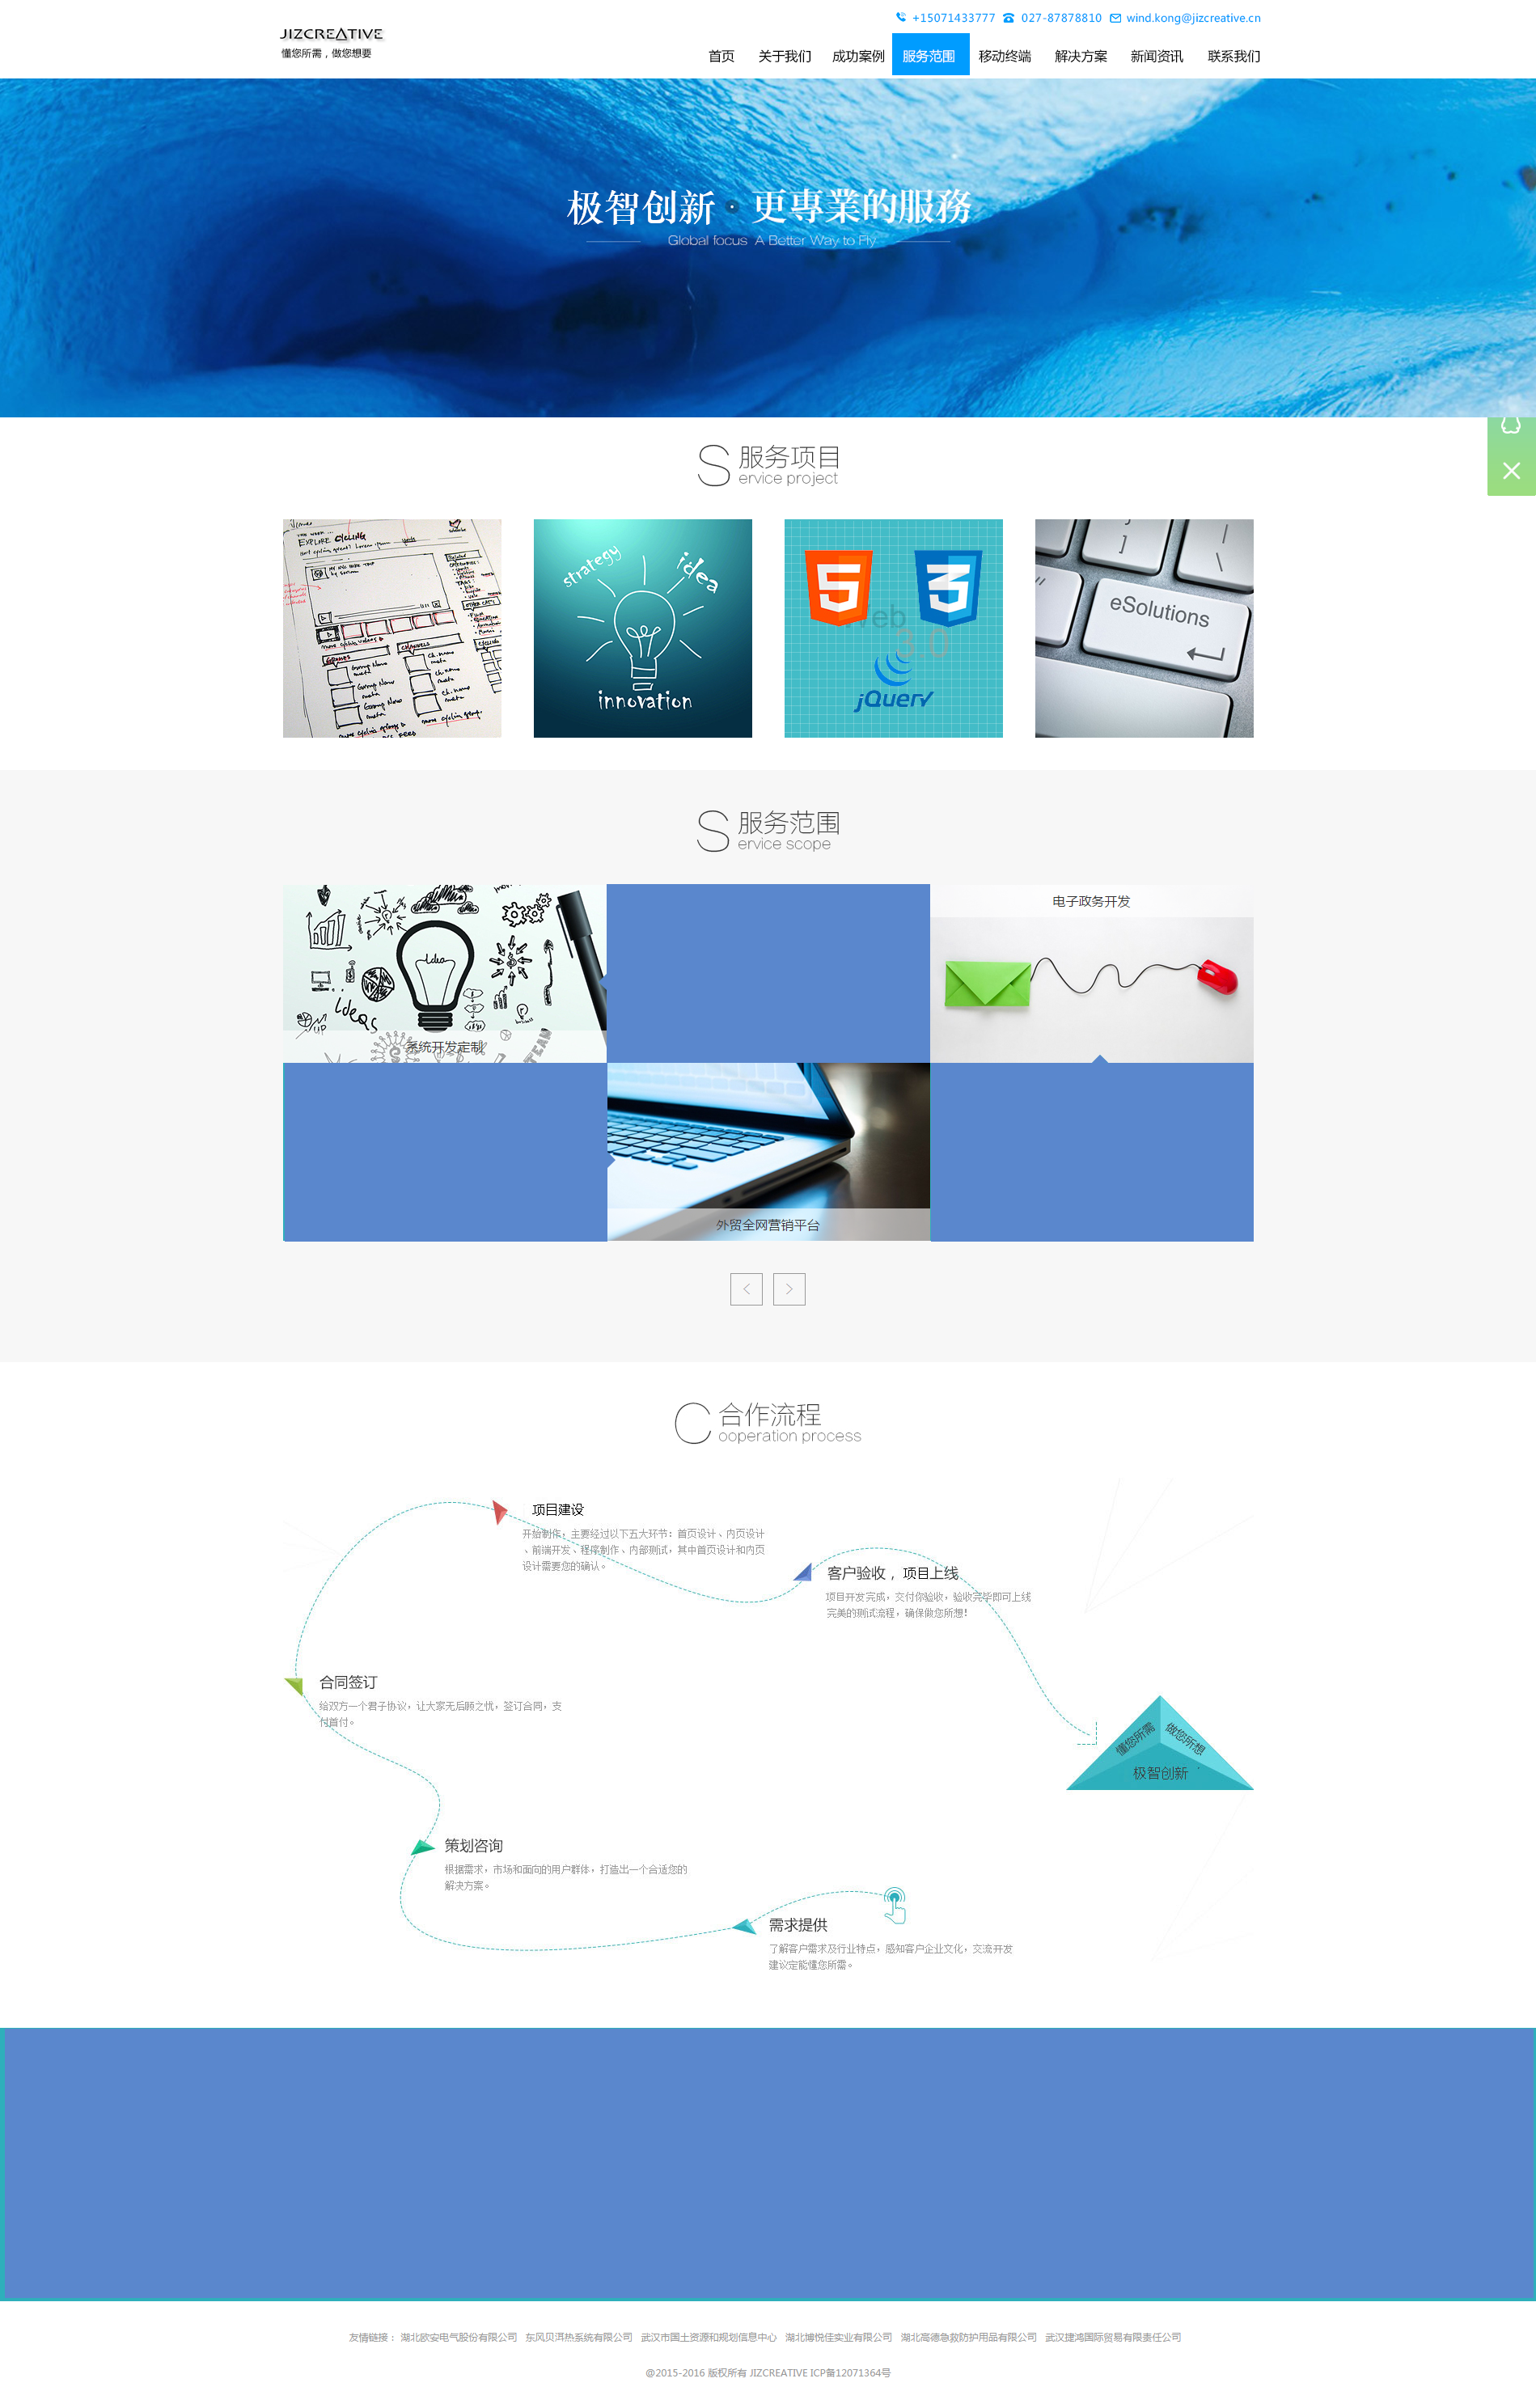 +15071433777 027-87878810 wind.kong@jizcreative.cn
JIZCREATIVE
懂您所需，做您想要
首页 关于我们 成功案例 服务范围 移动终端 解决方案 新闻资讯 联系我们
极智创新 · 更專業的服務
Global focus A Better Way to Fly
服务项目
Service project
EXPLORE CYCLING
strategy
idea
innovation
Web
3.0
jQuery
eSolutions
服务范围
Service scope
Idea
Ideas
UP
TEAM
系统开发定制
电子政务开发
外贸全网营销平台
合作流程
Cooperation process
项目建设
开始制作，主要经过以下五大环节：首页设计、内页设计
、前端开发、程序制作、内部测试，其中首页设计和内页
设计需要您的确认。
客户验收，项目上线
项目开发完成，交付你验收，验收完毕即可上线
完美的测试流程，确保做您所想！
合同签订
给双方一个君子协议，让大家无后顾之忧，签订合同，支
付首付。
懂您所需 做您所想
极智创新
策划咨询
根据需求，市场和面向的用户群体，打造出一个合适您的
解决方案。
需求提供
了解客户需求及行业特点，感知客户企业文化，交流开发
建议定能懂您所需。
友情链接： 湖北欧安电气股份有限公司 东风贝洱热系统有限公司 武汉市国土资源和规划信息中心 湖北博悦佳实业有限公司 湖北高德急救防护用品有限公司 武汉捷鸿国际贸易有限责任公司
@2015-2016 版权所有 JIZCREATIVE ICP备12071364号